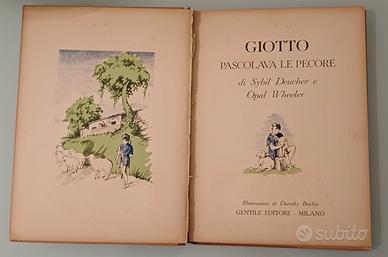 GIOTTO
PASCOLAVA LE PECORE
di Sybil Deucher e
Opal Wheeler
Illustrazioni di Dorothy Bayley
GENTILE EDITORE - MILANO
subito